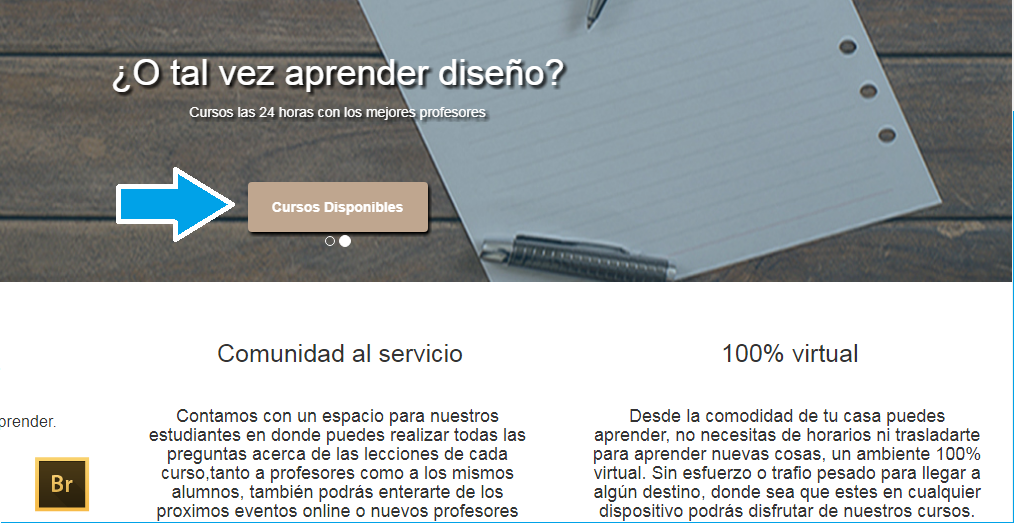 ¿O tal vez aprender diseño?
Cursos las 24 horas con los mejores profesores
Cursos Disponibles
prender.
Br
Comunidad al servicio
Contamos con un espacio para nuestros
estudiantes en donde puedes realizar todas las
preguntas acerca de las lecciones de cada
curso,tanto a profesores como a los mismos
alumnos, también podrás enterarte de los
proximos eventos online o nuevos profesores
100% virtual
Desde la comodidad de tu casa puedes
aprender, no necesitas de horarios ni trasladarte
para aprender nuevas cosas, un ambiente 100%
virtual. Sin esfuerzo o trafio pesado para llegar a
algún destino, donde sea que estes en cualquier
dispositivo podrás disfrutar de nuestros cursos.